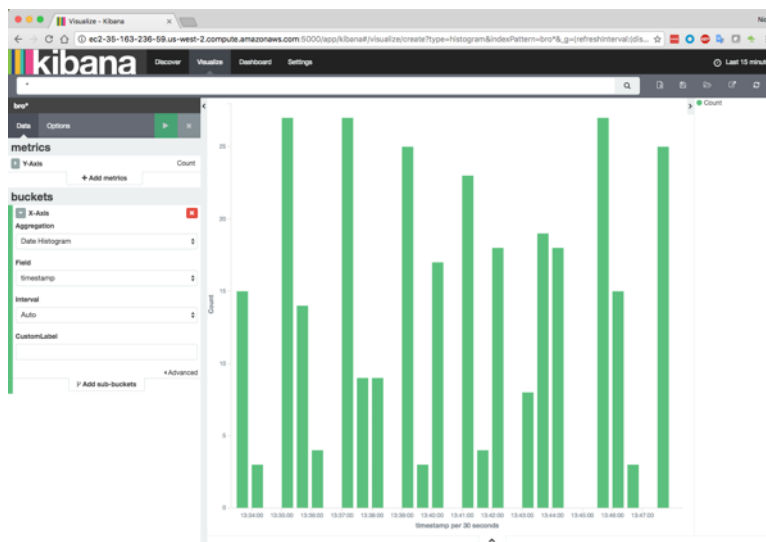 Visualize - Kibana
ec2-35-163-236-59.us-west-2.compute.amazonaws.com:5000/app/kibana#/visualize/create?type=histogram&indexPattern=bro*&_g=(refreshInterval:(dis...
kibana
Discover Visualize Dashboard Settings
Last 15 minut
*
bro*
Data Options
metrics
Y-Axis Count
+ Add metrics
buckets
X-Axis
Aggregation
Date Histogram
Field
timestamp
Interval
Auto
CustomLabel
Advanced
Add sub-buckets
Count
25
20
15
10
5
0
Count
13:34:00 13:35:00 13:36:00 13:37:00 13:38:00 13:39:00 13:40:00 13:41:00 13:42:00 13:43:00 13:44:00 13:45:00 13:46:00 13:47:00
timestamp per 30 seconds